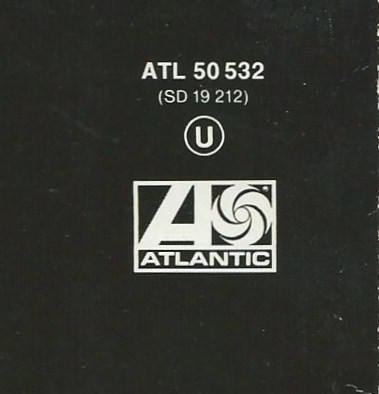 ATL 50 532
(SD 19 212)
U
A
ATLANTIC